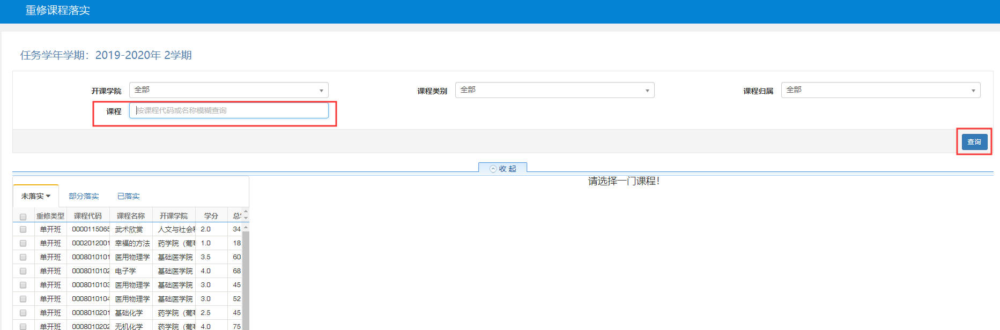 重修课程落实
任务学年学期：2019-2020年 2学期
开课学院 全部 课程类别 全部 课程归属 全部
课程 按课程代码或名称模糊查询
查询
收 起
请选择一门课程！
未落实 部分落实 已落实
重修类型 课程代码 课程名称 开课学院 学分 总
单开班 0000115065 武术欣赏 人文与社会 2.0 34
单开班 0002012001 幸福的方法 药学院（葡 1.0 18
单开班 0008010101 医用物理学 基础医学院 3.5 60
单开班 0008010102 电子学 基础医学院 4.0 68
单开班 0008010103 医用物理学 基础医学院 3.0 45
单开班 0008010104 医用物理学 基础医学院 3.0 52
单开班 0008010201 基础化学 药学院（葡 2.5 45
单开班 0008010202 无机化学 药学院（葡 4.0 75